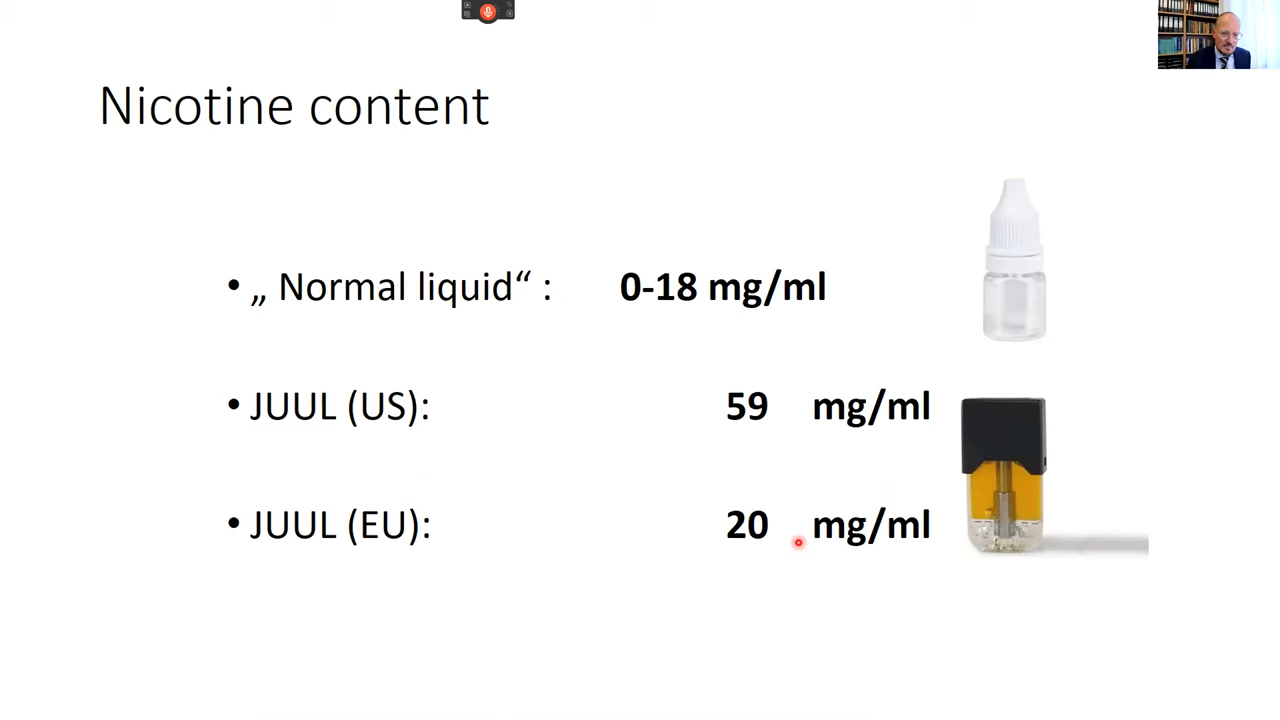 Nicotine content
• „ Normal liquid“ : 0-18 mg/ml
• JUUL (US): 59 mg/ml
• JUUL (EU): 20 mg/ml